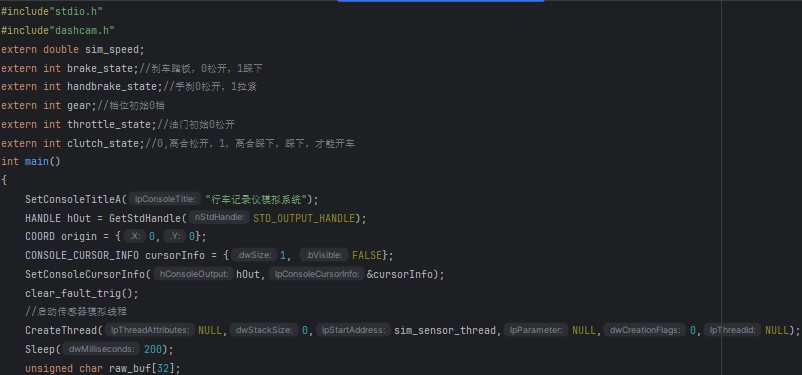 #include"stdio.h"
#include"dashcam.h"
extern double sim_speed;
extern int brake_state;//刹车踏板，0松开，1踩下
extern int handbrake_state;//手刹0松开，1拉紧
extern int gear;//档位初始0档
extern int throttle_state;//油门初始0松开
extern int clutch_state;//0,离合松开，1，离合踩下，踩下，才能开车
int main()
{
SetConsoleTitleA( lpConsoleTitle: "行车记录仪模拟系统");
HANDLE hOut = GetStdHandle( nStdHandle: STD_OUTPUT_HANDLE);
COORD origin = { .X: 0, .Y: 0};
CONSOLE_CURSOR_INFO cursorInfo = { .dwSize: 1, .bVisible: FALSE};
SetConsoleCursorInfo( hConsoleOutput: hOut, lpConsoleCursorInfo: &cursorInfo);
clear_fault_trig();
//启动传感器模拟线程
CreateThread( lpThreadAttributes: NULL, dwStackSize: 0, lpStartAddress: sim_sensor_thread, lpParameter: NULL, dwCreationFlags: 0, lpThreadId: NULL);
Sleep( dwMilliseconds: 200);
unsigned char raw_buf[32];